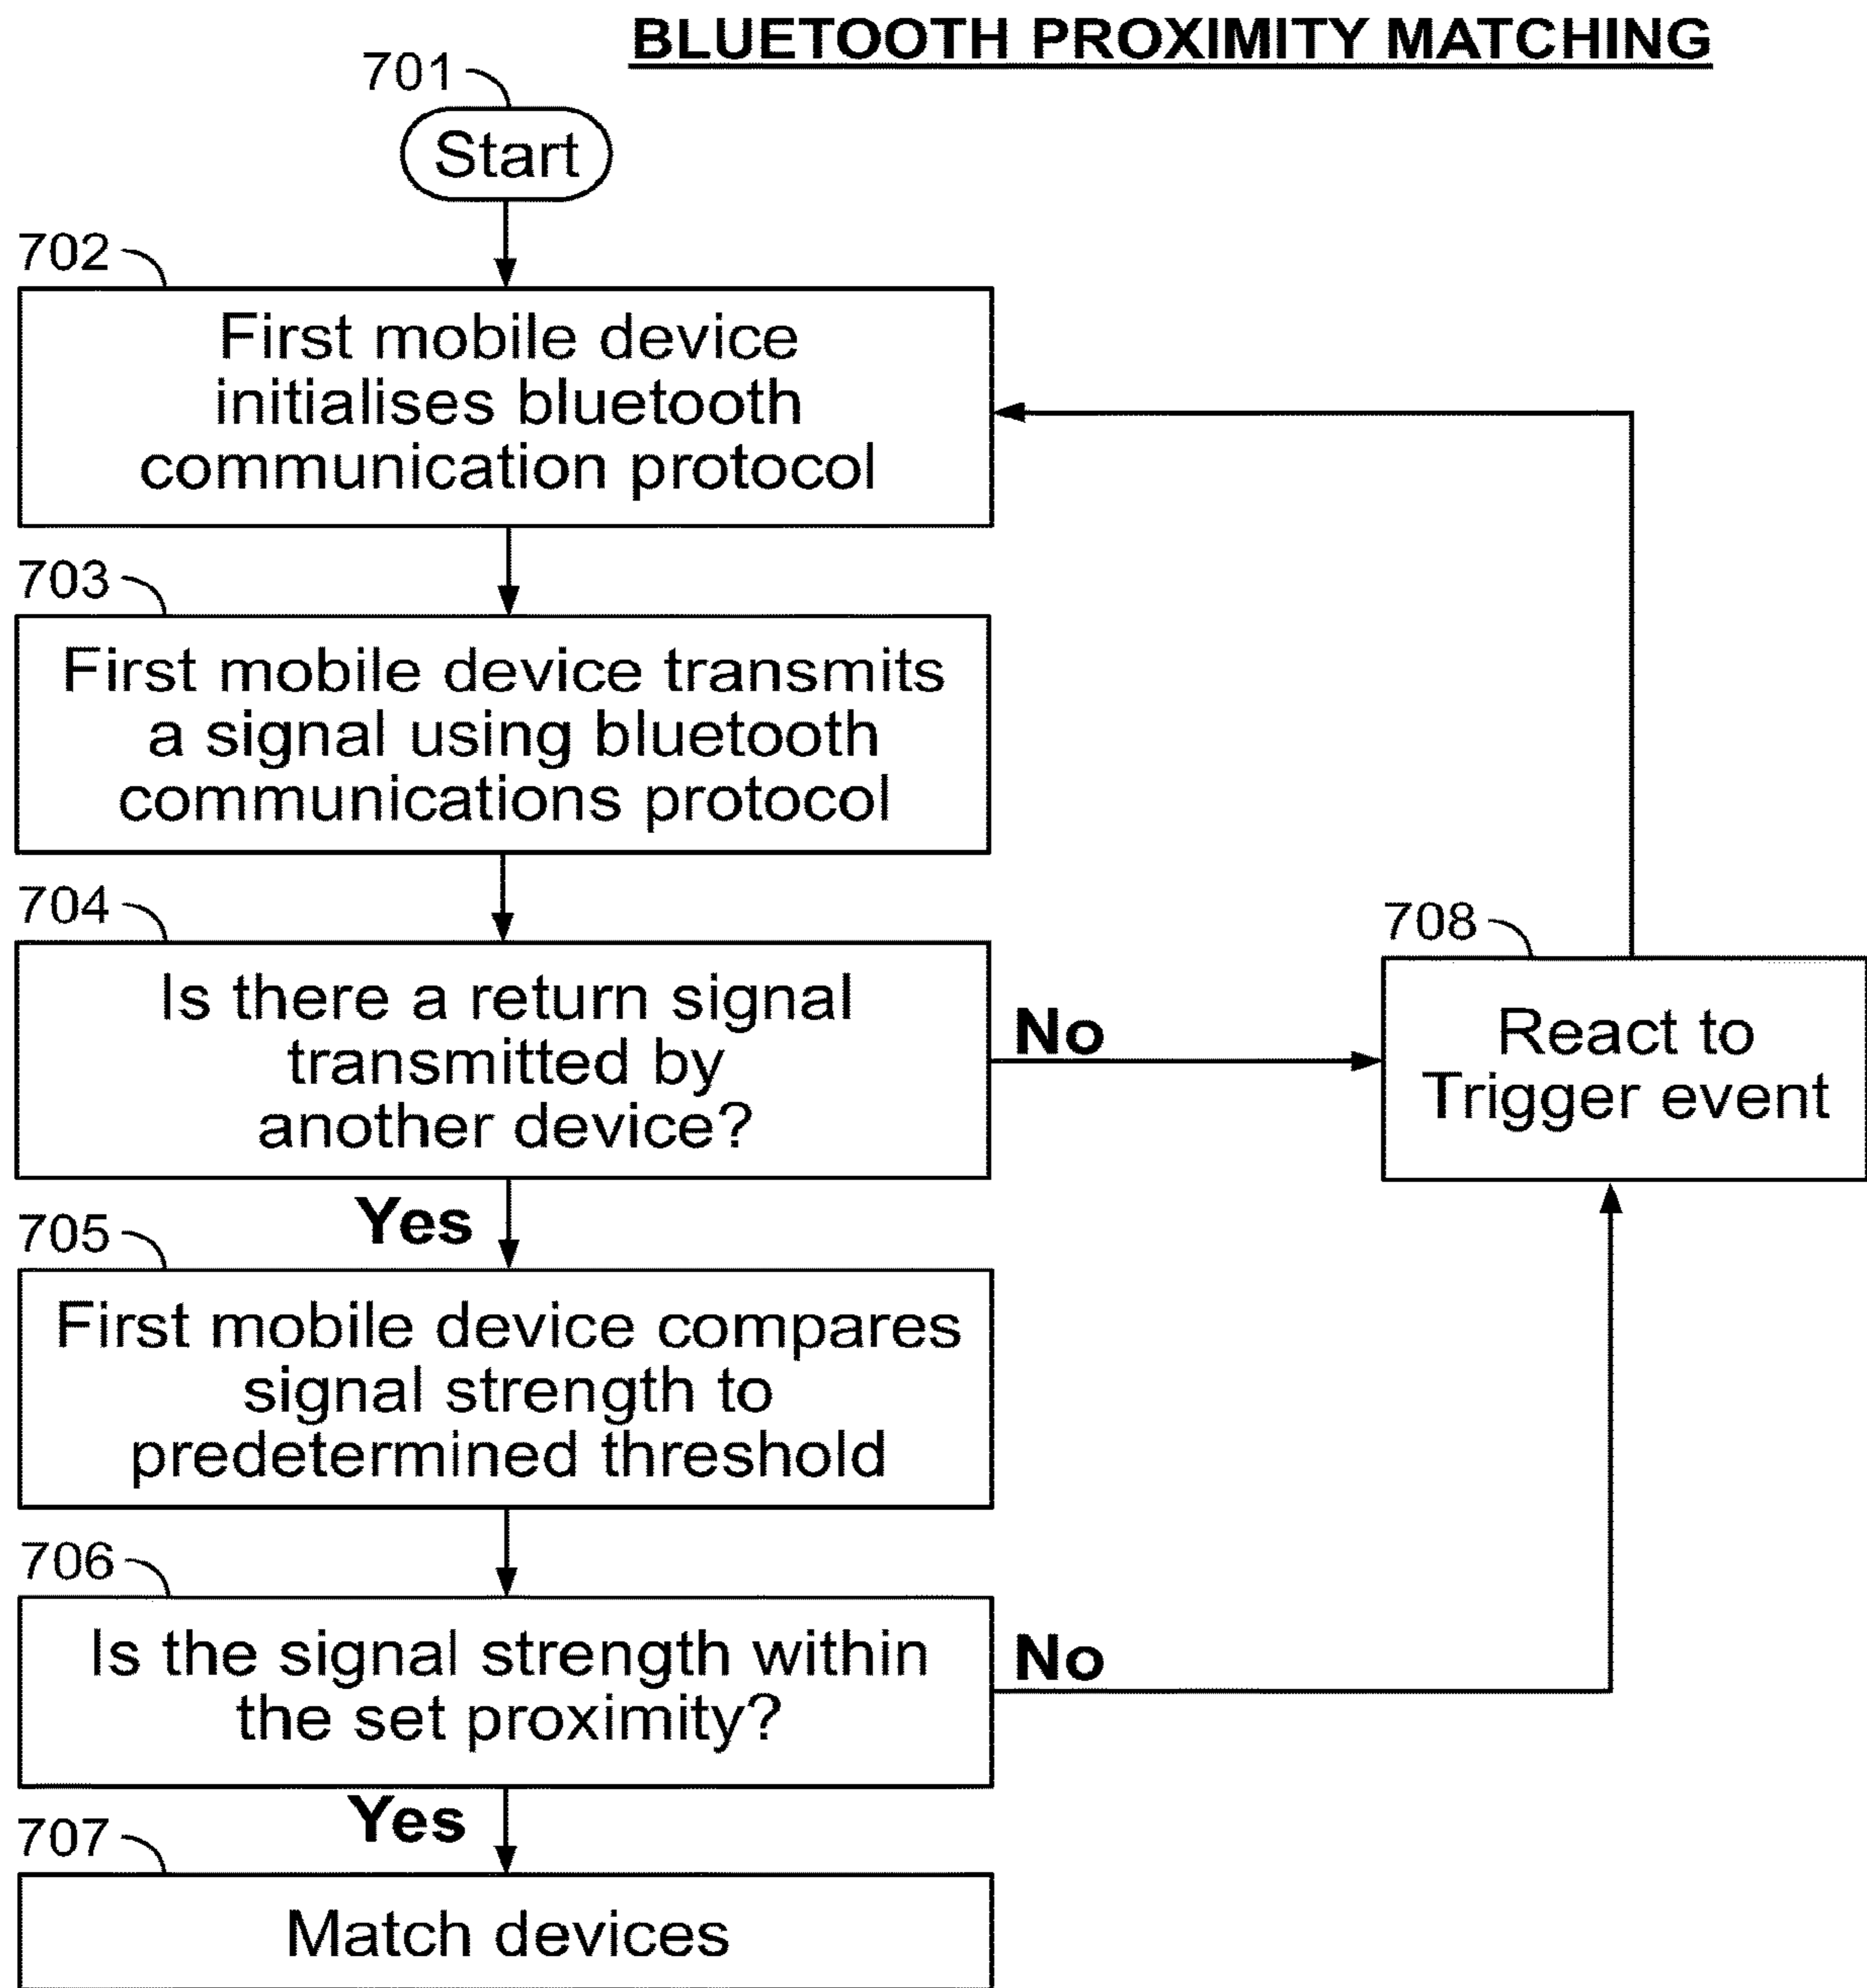 BLUETOOTH PROXIMITY MATCHING
701
Start
702
First mobile device
initialises bluetooth
communication protocol
703
First mobile device transmits
a signal using bluetooth
communications protocol
704
Is there a return signal
transmitted by
another device?
No
708
React to
Trigger event
Yes
705
First mobile device compares
signal strength to
predetermined threshold
706
Is the signal strength within
the set proximity?
No
Yes
707
Match devices